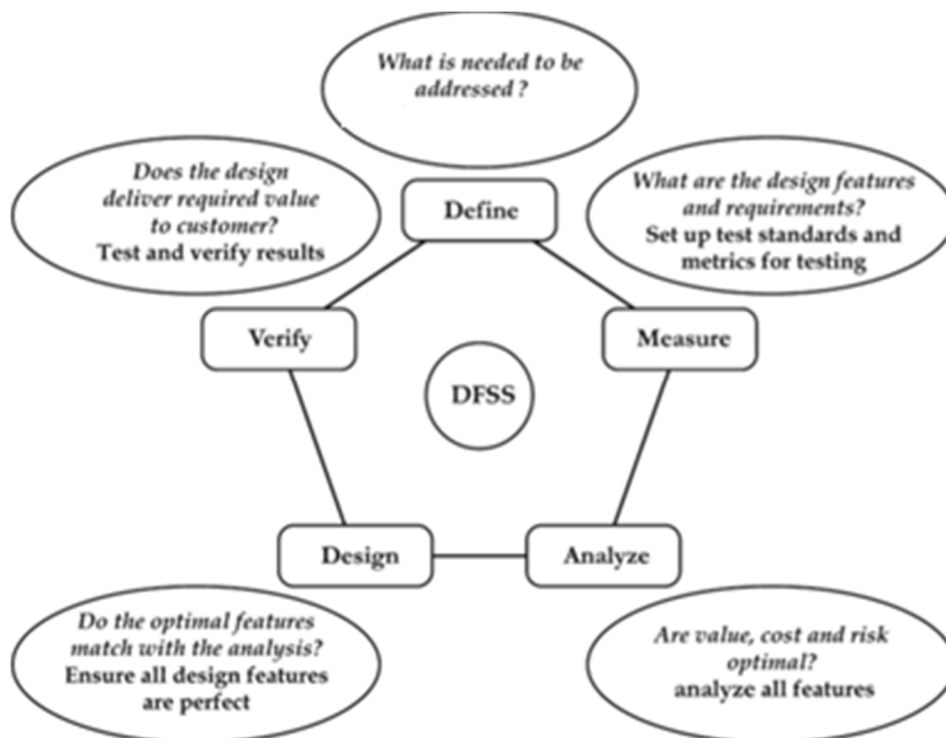 What is needed to be
addressed ?
Does the design
deliver required value
to customer?
Test and verify results
Define
What are the design features
and requirements?
Set up test standards and
metrics for testing
Verify
Measure
DFSS
Design
Analyze
Do the optimal features
match with the analysis?
Ensure all design features
are perfect
Are value, cost and risk
optimal?
analyze all features